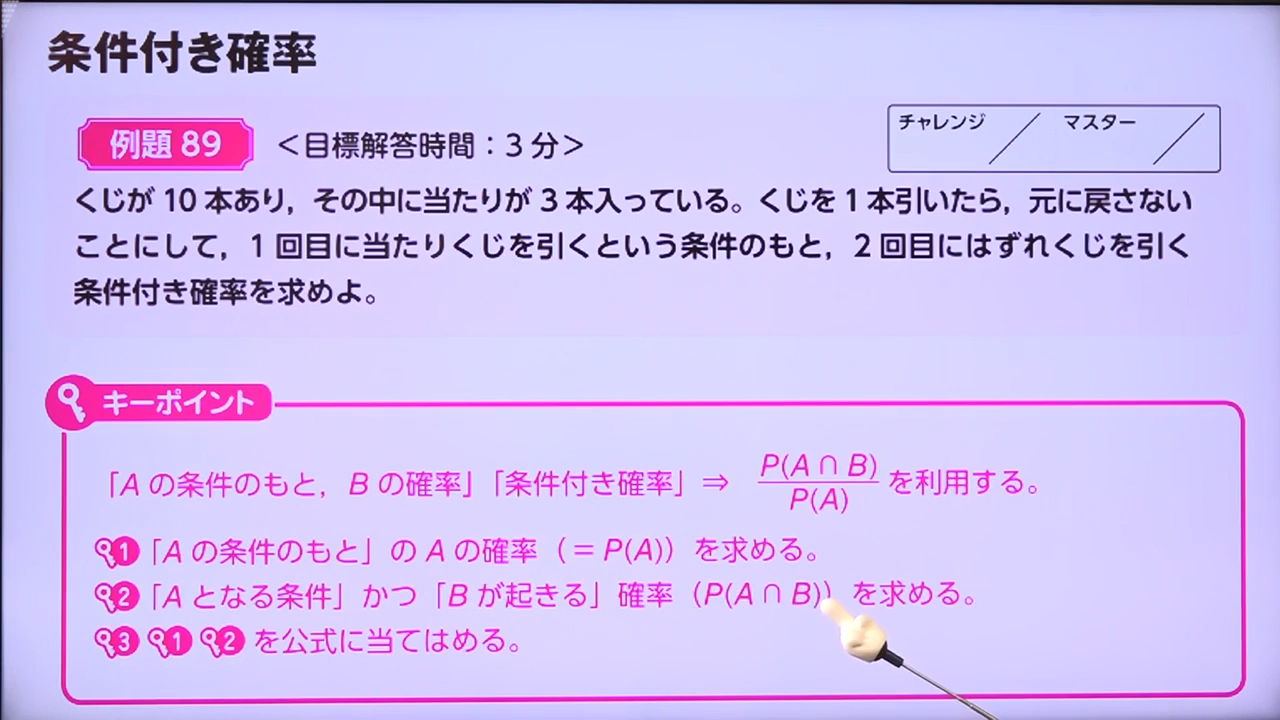 条件付き確率
例題 89 ＜目標解答時間：3 分＞
チャレンジ ／ マスター ／
くじが 10 本あり，その中に当たりが 3 本入っている。くじを 1 本引いたら，元に戻さない
ことにして，1 回目に当たりくじを引くという条件のもと，2 回目にはずれくじを引く
条件付き確率を求めよ。
キーポイント
「A の条件のもと，B の確率」「条件付き確率」⇒ P(A ∩ B)/P(A) を利用する。
1「A の条件のもと」の A の確率（＝ P(A)）を求める。
2「A となる条件」かつ「B が起きる」確率（P(A ∩ B)）を求める。
3 1 2 を公式に当てはめる。